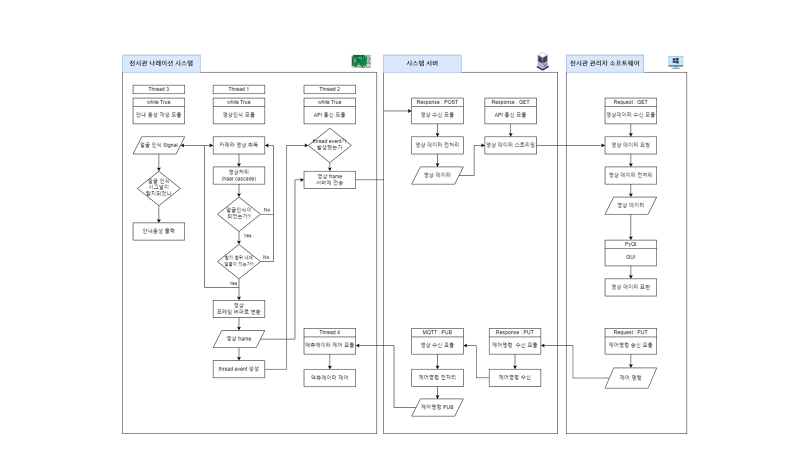 전시관 나레이션 시스템
시스템 서버
전시관 관리자 소프트웨어
Thread 3
while True
안내 음성 재생 모듈
얼굴 인식 Signal
얼굴 인식
시그널이
탐지되었나
안내음성 출력
Thread 1
while True
영상인식 모듈
카메라 영상 취득
영상처리
(haar cascade)
얼굴인식이
되었는가?
No
Yes
탐지 범위 내에
얼굴이 있는가?
No
Yes
영상
프레임 버퍼로 변환
영상 frame
thread event 생성
Thread 2
while True
API 통신 모듈
thread event가
발생했는가?
영상 frame
서버에 전송
Thread 4
액츄에이터 제어 모듈
액츄에이터 제어
Response : POST
영상 수신 모듈
영상 데이터 전처리
영상 데이터
Response : GET
API 통신 모듈
영상 데이터 스트리밍
MQTT : PUB
영상 수신 모듈
제어명령 전처리
제어명령 PUB
Response : PUT
제어명령 수신 모듈
제어명령 수신
Request : GET
영상데이터 수신 모듈
영상 데이터 요청
영상 데이터 전처리
영상 데이터
PyQt
GUI
영상 데이터 표현
Request : PUT
제어명령 송신 모듈
제어 명령